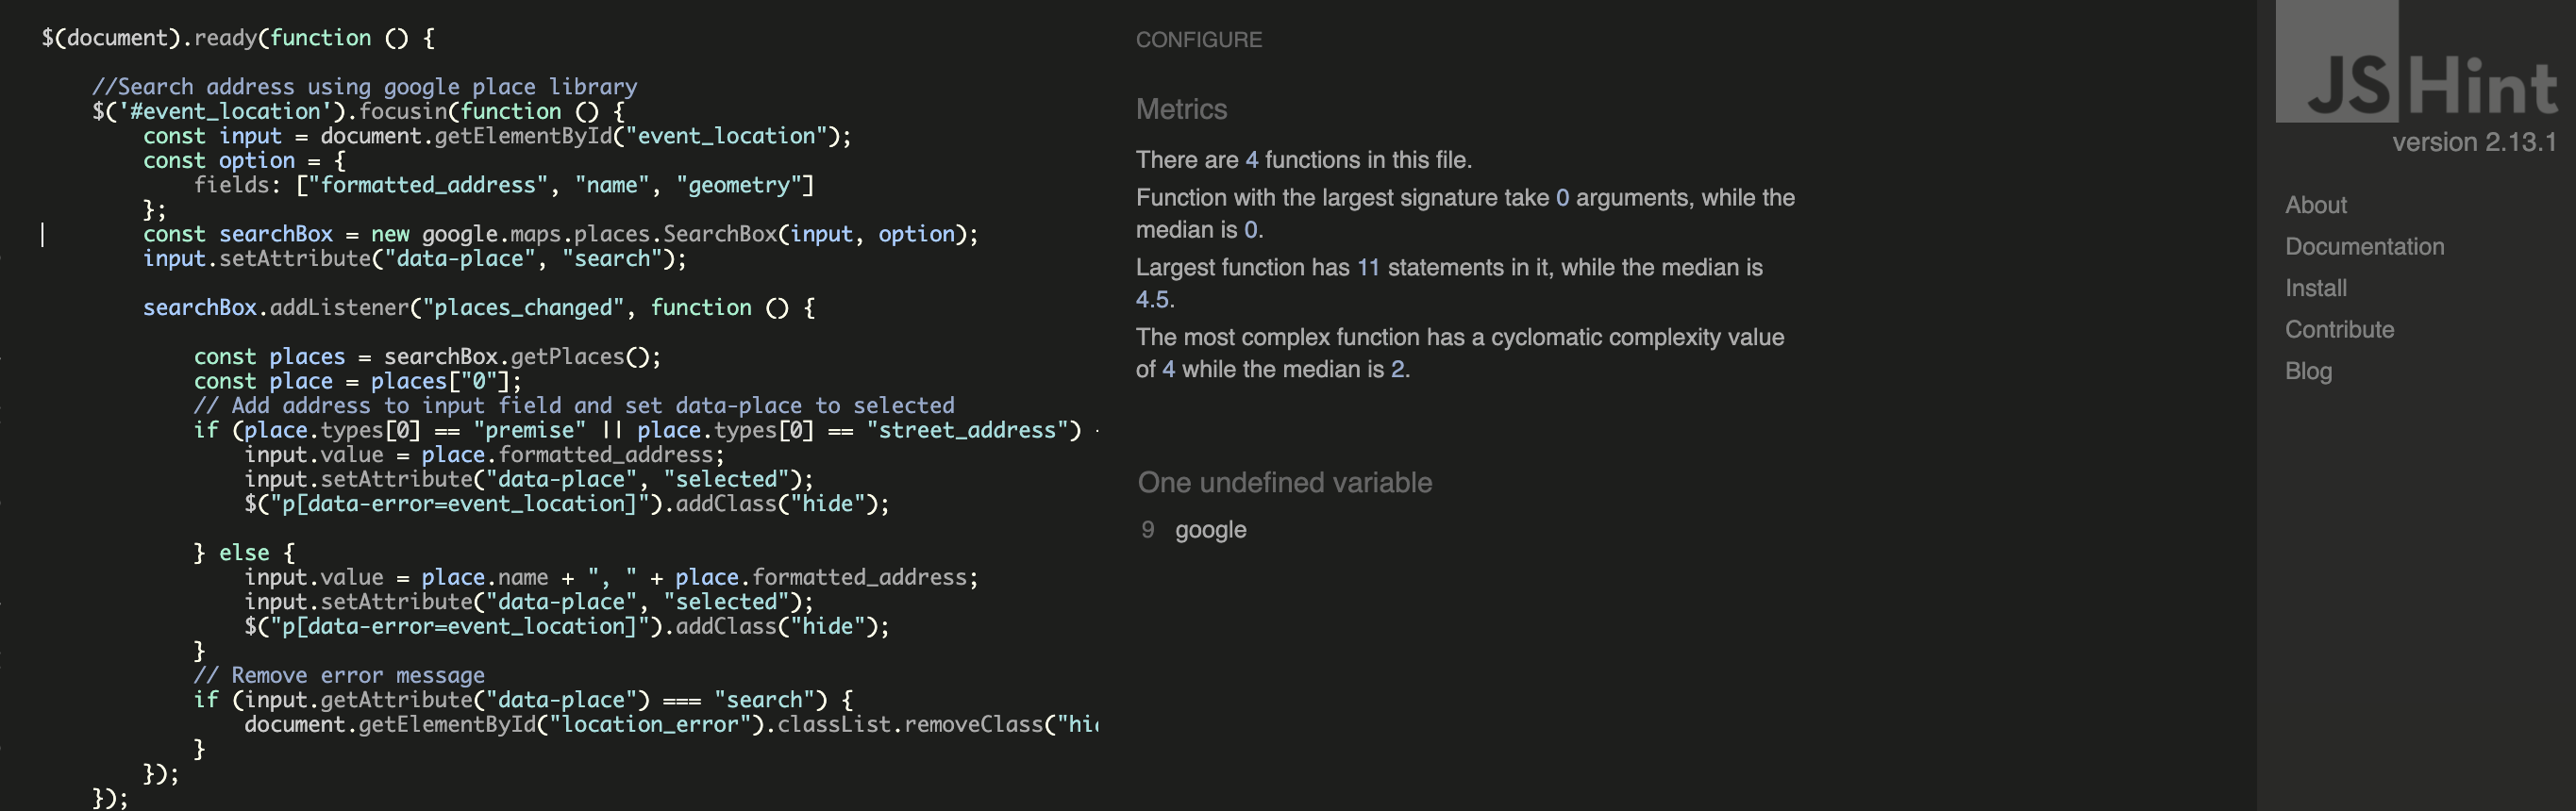 $(document).ready(function () {
//Search address using google place library
$('#event_location').focusin(function () {
const input = document.getElementById("event_location");
const option = {
fields: ["formatted_address", "name", "geometry"]
};
const searchBox = new google.maps.places.SearchBox(input, option);
input.setAttribute("data-place", "search");
searchBox.addListener("places_changed", function () {
const places = searchBox.getPlaces();
const place = places["0"];
// Add address to input field and set data-place to selected
if (place.types[0] == "premise" || place.types[0] == "street_address")
input.value = place.formatted_address;
input.setAttribute("data-place", "selected");
$("p[data-error=event_location]").addClass("hide");
} else {
input.value = place.name + ", " + place.formatted_address;
input.setAttribute("data-place", "selected");
$("p[data-error=event_location]").addClass("hide");
}
// Remove error message
if (input.getAttribute("data-place") === "search") {
document.getElementById("location_error").classList.removeClass("hi
}
});
});
CONFIGURE
Metrics
There are 4 functions in this file.
Function with the largest signature take 0 arguments, while the
median is 0.
Largest function has 11 statements in it, while the median is
4.5.
The most complex function has a cyclomatic complexity value
of 4 while the median is 2.
One undefined variable
9 google
JSHint
version 2.13.1
About
Documentation
Install
Contribute
Blog